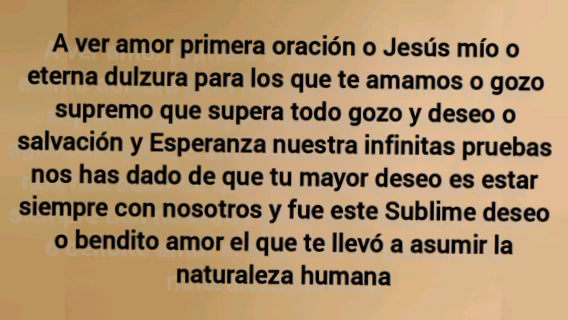 A ver amor primera oración o Jesús mío o
eterna dulzura para los que te amamos o gozo
supremo que supera todo gozo y deseo o
salvación y Esperanza nuestra infinitas pruebas
nos has dado de que tu mayor deseo es estar
siempre con nosotros y fue este Sublime deseo
o bendito amor el que te llevó a asumir la
naturaleza humana